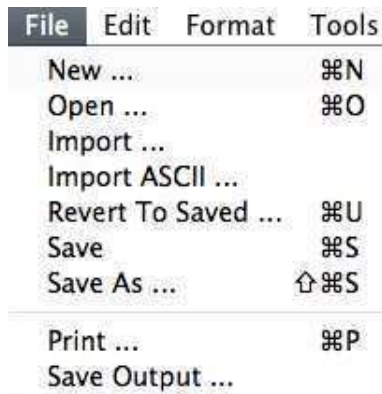 File Edit Format Tools
New ... ⌘N
Open ... ⌘O
Import ...
Import ASCII ...
Revert To Saved ... ⌘U
Save ⌘S
Save As ... ⇧⌘S
Print ... ⌘P
Save Output ...